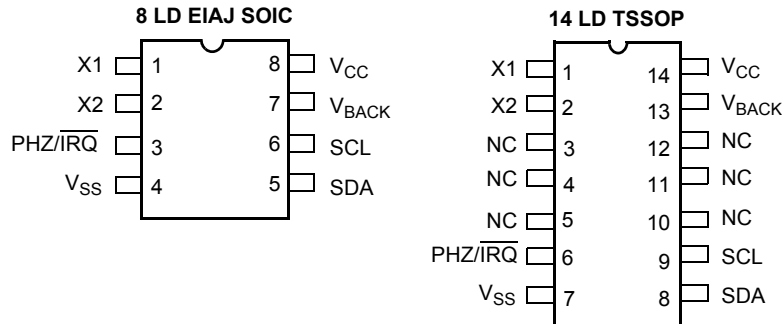 8 LD EIAJ SOIC
X1 1 8 VCC
X2 2 7 VBACK
PHZ/IRQ 3 6 SCL
VSS 4 5 SDA
14 LD TSSOP
X1 1 14 VCC
X2 2 13 VBACK
NC 3 12 NC
NC 4 11 NC
NC 5 10 NC
PHZ/IRQ 6 9 SCL
VSS 7 8 SDA